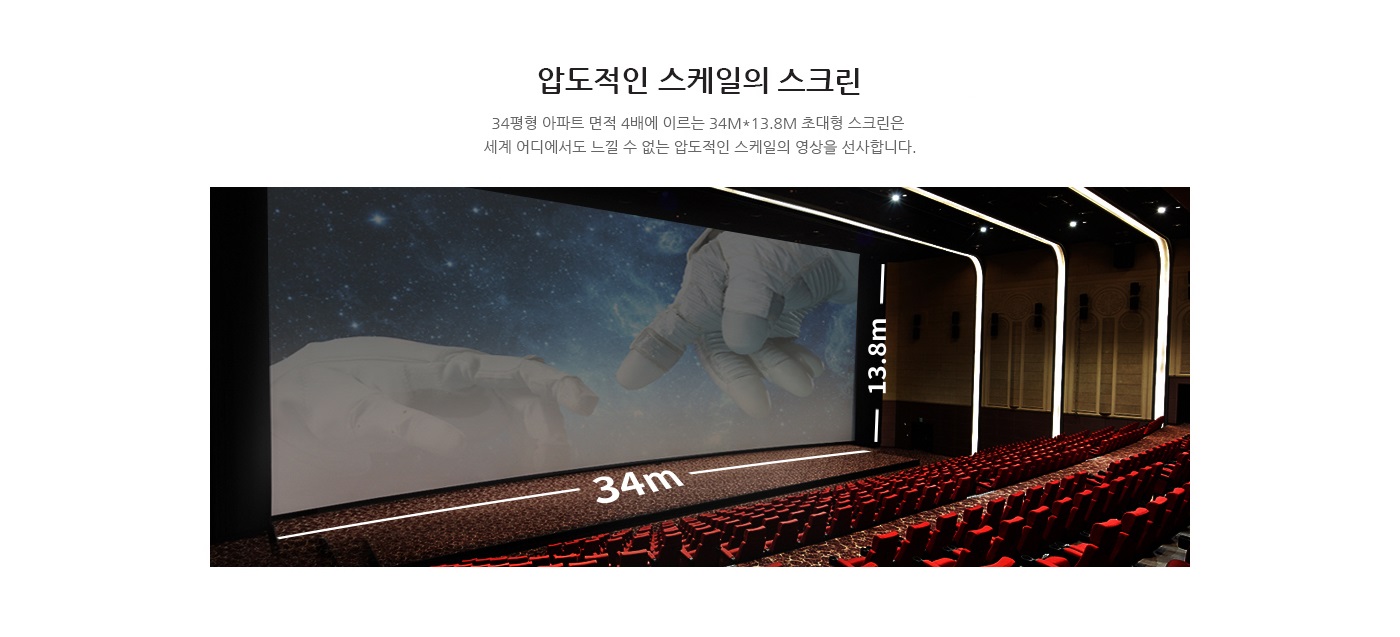 압도적인 스케일의 스크린
34평형 아파트 면적 4배에 이르는 34M*13.8M 초대형 스크린은
세계 어디에서도 느낄 수 없는 압도적인 스케일의 영상을 선사합니다.
13.8m
34m